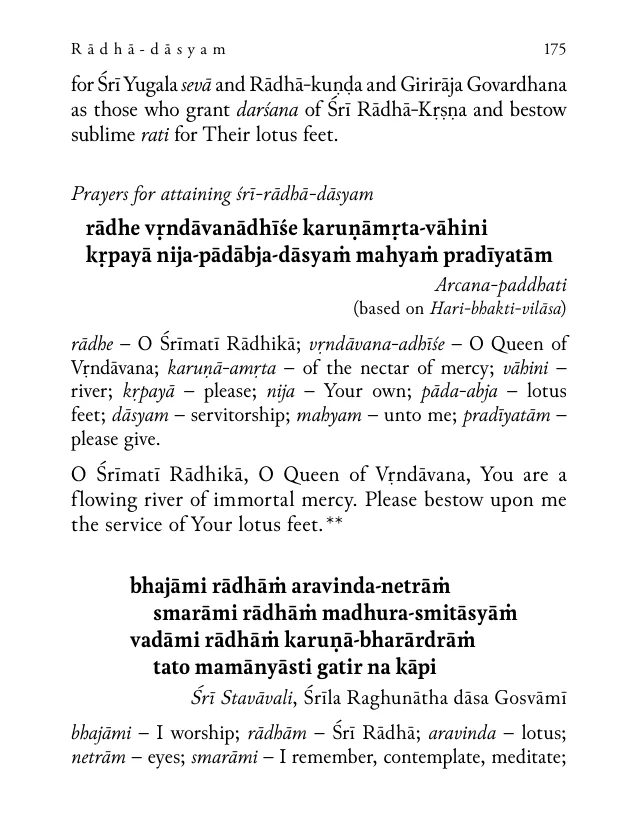 Rādhā-dāsyam 175
for Śrī Yugala sevā and Rādhā-kuṇḍa and Girirāja Govardhana
as those who grant darśana of Śrī Rādhā-Kṛṣṇa and bestow
sublime rati for Their lotus feet.
Prayers for attaining śrī-rādhā-dāsyam
rādhe vṛndāvanādhīśe karuṇāmṛta-vāhini
kṛpayā nija-pādābja-dāsyaṁ mahyaṁ pradīyatām
Arcana-paddhati
(based on Hari-bhakti-vilāsa)
rādhe – O Śrīmatī Rādhikā; vṛndāvana-adhīśe – O Queen of
Vṛndāvana; karuṇā-amṛta – of the nectar of mercy; vāhini –
river; kṛpayā – please; nija – Your own; pāda-abja – lotus
feet; dāsyam – servitorship; mahyam – unto me; pradīyatām –
please give.
O Śrīmatī Rādhikā, O Queen of Vṛndāvana, You are a
flowing river of immortal mercy. Please bestow upon me
the service of Your lotus feet.**
bhajāmi rādhāṁ aravinda-netrāṁ
smarāmi rādhāṁ madhura-smitāsyāṁ
vadāmi rādhāṁ karuṇā-bharārdrāṁ
tato mamānyāsti gatir na kāpi
Śrī Stavāvali, Śrīla Raghunātha dāsa Gosvāmī
bhajāmi – I worship; rādhām – Śrī Rādhā; aravinda – lotus;
netrām – eyes; smarāmi – I remember, contemplate, meditate;